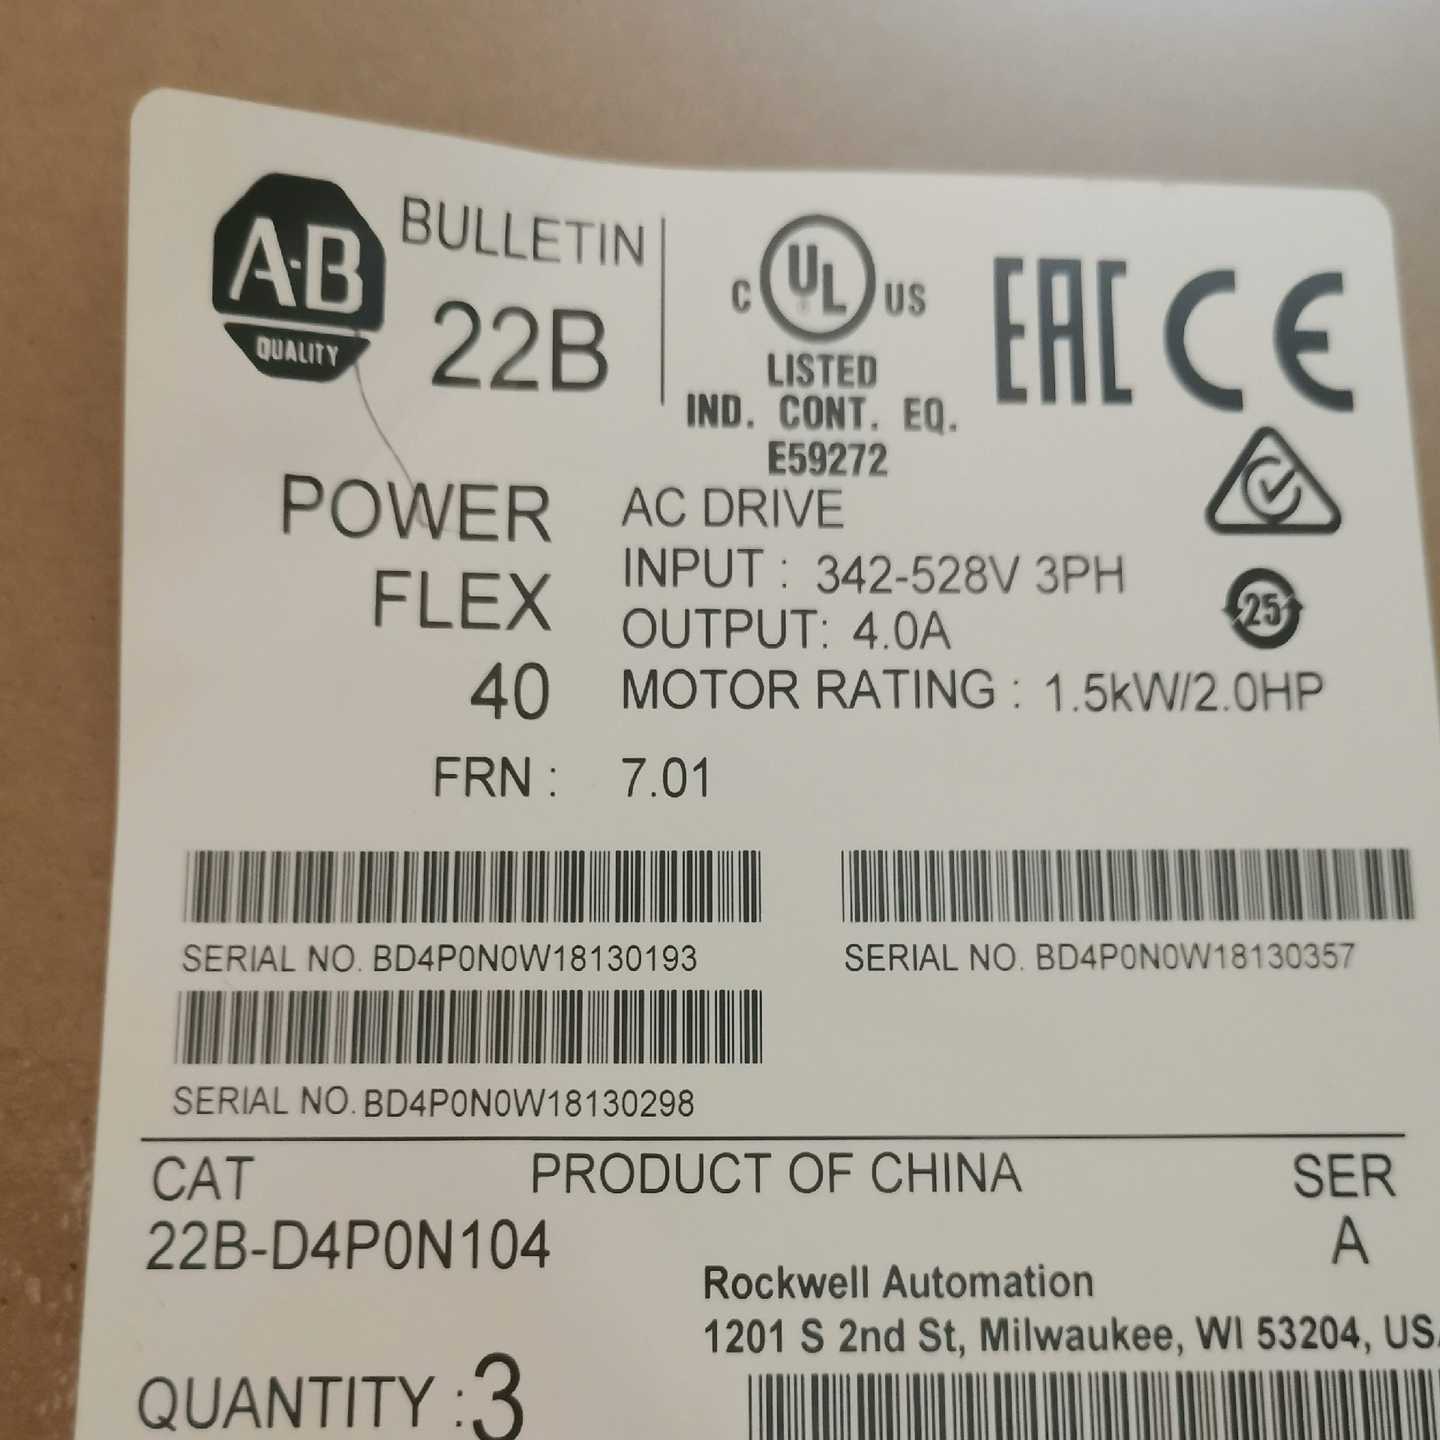 A-B
QUALITY
BULLETIN
22B
C UL US
LISTED
IND. CONT. EQ.
E59272
EAC CE
25
POWER
FLEX
40
FRN : 7.01
AC DRIVE
INPUT : 342-528V 3PH
OUTPUT: 4.0A
MOTOR RATING : 1.5kW/2.0HP
SERIAL NO. BD4P0N0W18130193
SERIAL NO. BD4P0N0W18130357
SERIAL NO. BD4P0N0W18130298
CAT PRODUCT OF CHINA SER
22B-D4P0N104 A
Rockwell Automation
1201 S 2nd St, Milwaukee, WI 53204, US
QUANTITY :3